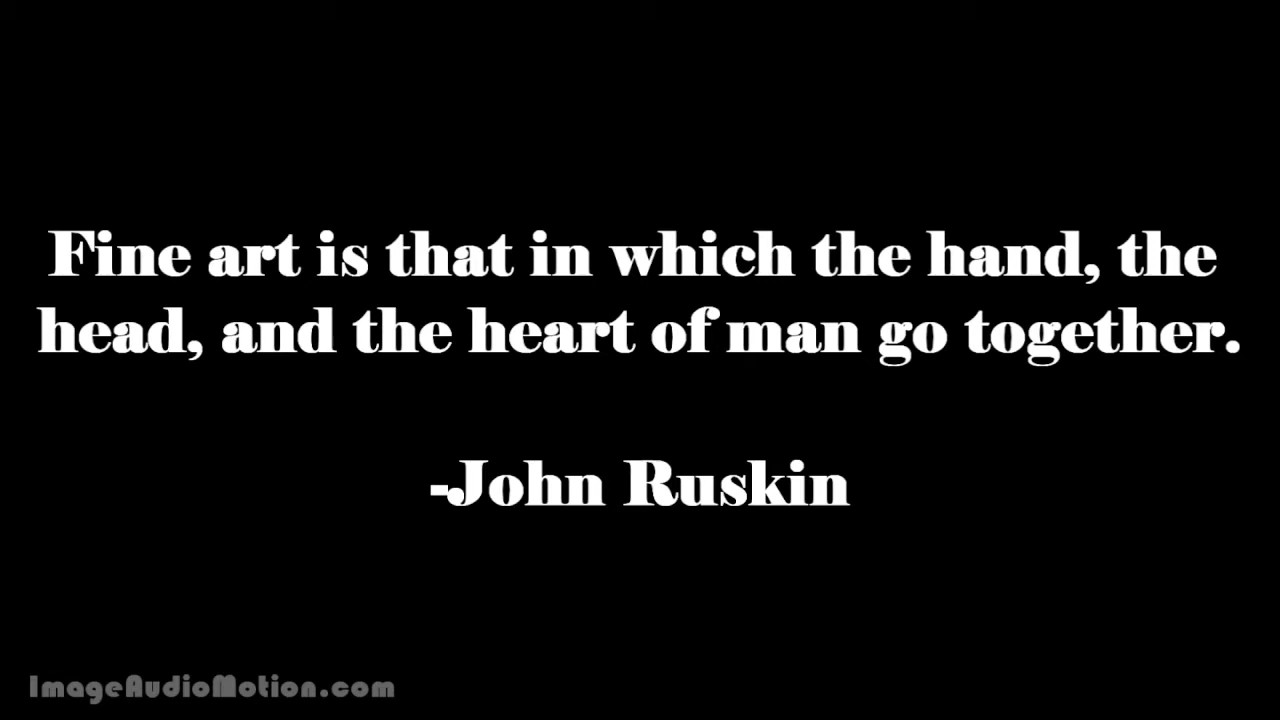 Fine art is that in which the hand, the
head, and the heart of man go together.
-John Ruskin
ImageAudioMotion.com